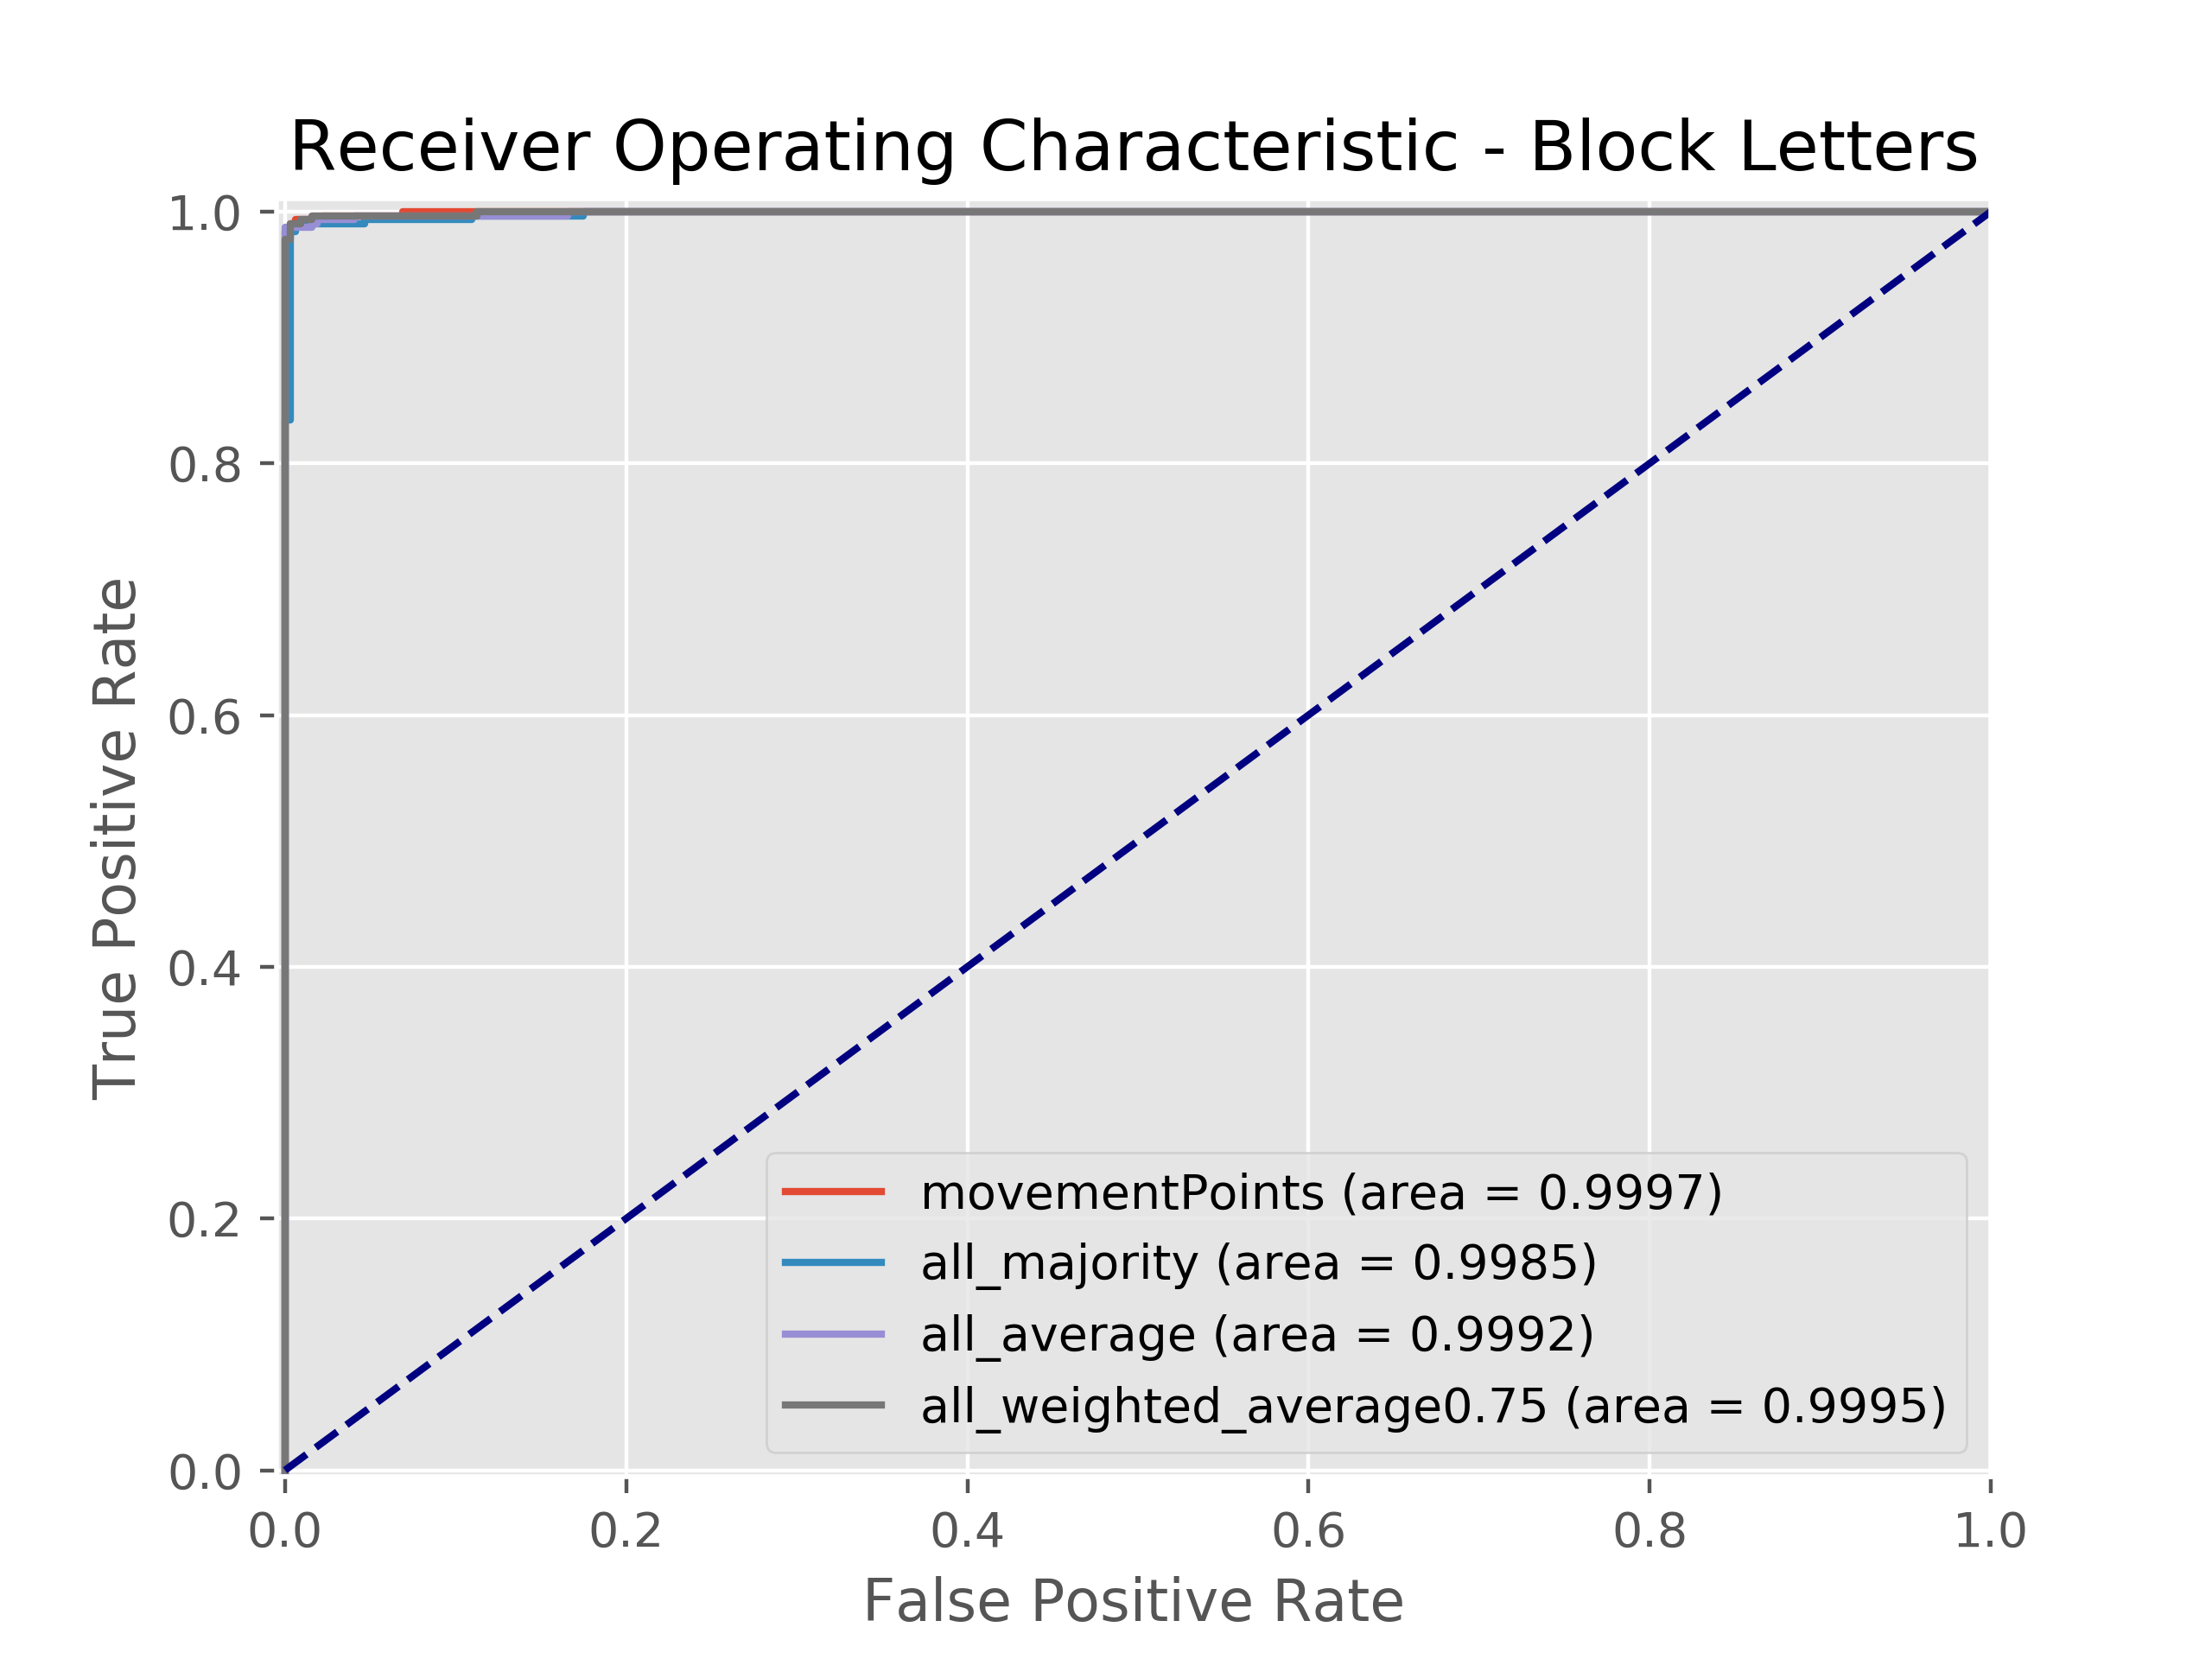 Receiver Operating Characteristic - Block Letters
1.0
0.8
0.6
0.4
0.2
0.0
True Positive Rate
movementPoints (area = 0.9997)
all_majority (area = 0.9985)
all_average (area = 0.9992)
all_weighted_average0.75 (area = 0.9995)
0.0 0.2 0.4 0.6 0.8 1.0
False Positive Rate